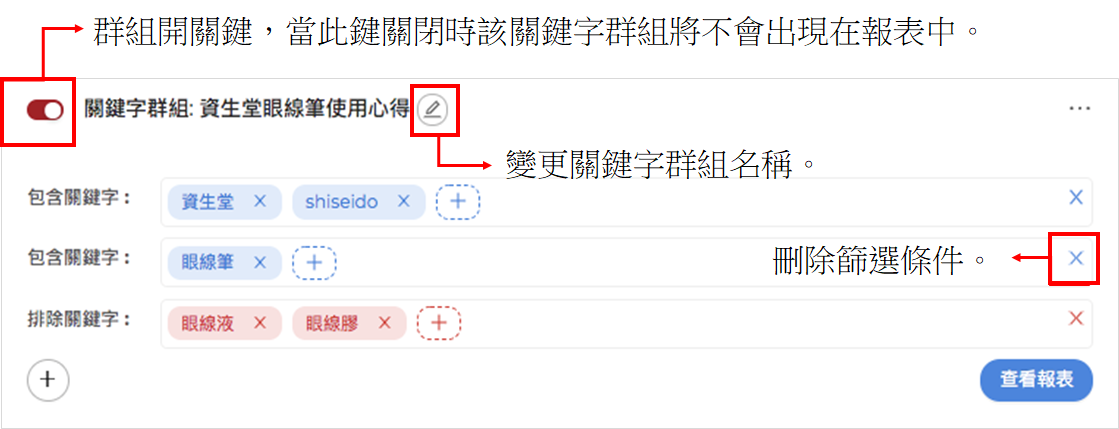 群組開關鍵，當此鍵關閉時該關鍵字群組將不會出現在報表中。
關鍵字群組: 資生堂眼線筆使用心得
變更關鍵字群組名稱。
包含關鍵字： 資生堂 × shiseido × + ×
包含關鍵字： 眼線筆 × + 刪除篩選條件。 ×
排除關鍵字： 眼線液 × 眼線膠 × + ×
+ 查看報表